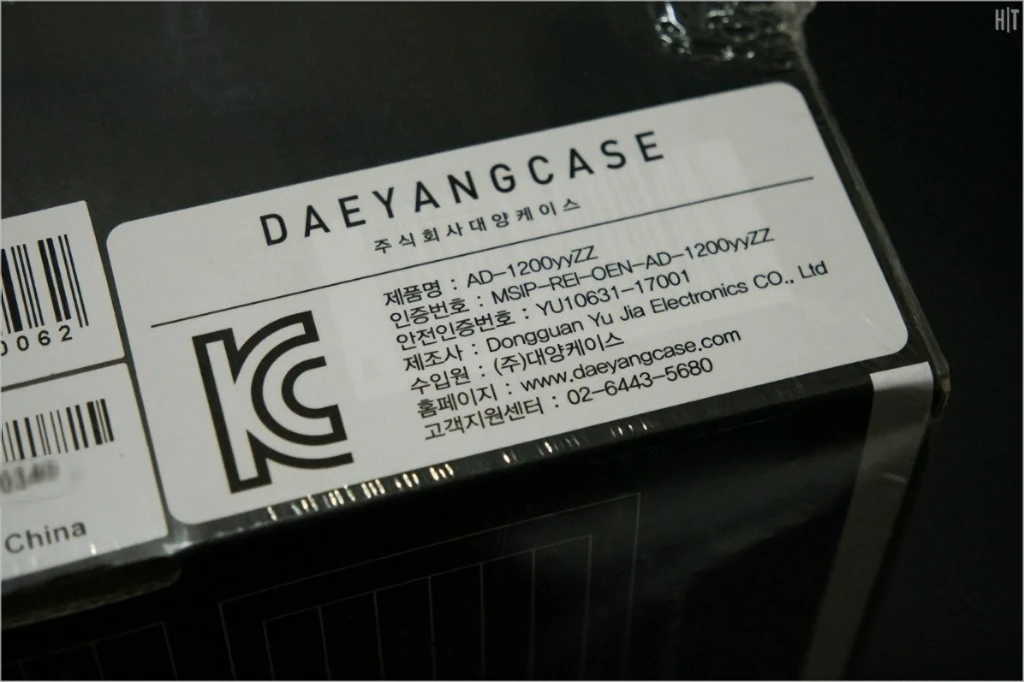 H|T
DAEYANGCASE
주식회사대양케이스
제품명 : AD-1200yyZZ
인증번호 : MSIP-REI-OEN-AD-1200yyZZ
안전인증번호 : YU10631-17001
제조사 : Dongguan Yu Jia Electronics CO., Ltd
수입원 : (주)대양케이스
홈페이지 : www.daeyangcase.com
고객지원센터 : 02-6443-5680
0062
China